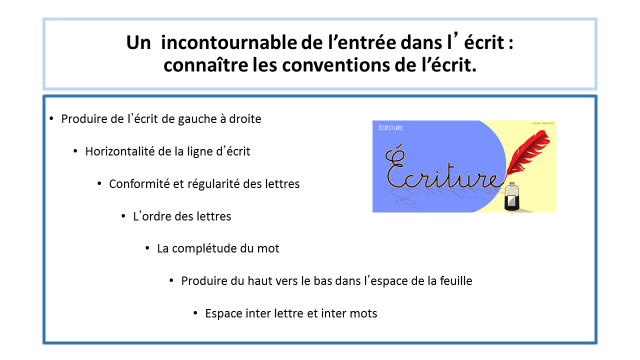 Un incontournable de l’entrée dans l’ écrit :
connaître les conventions de l’écrit.
• Produire de l’écrit de gauche à droite
• Horizontalité de la ligne d’écrit
• Conformité et régularité des lettres
• L’ordre des lettres
• La complétude du mot
• Produire du haut vers le bas dans l’espace de la feuille
• Espace inter lettre et inter mots
ÉCRITURE
Écriture